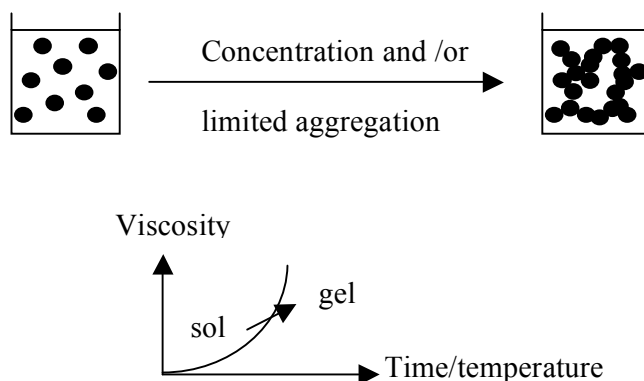 Concentration and /or
limited aggregation
Viscosity
gel
sol
Time/temperature